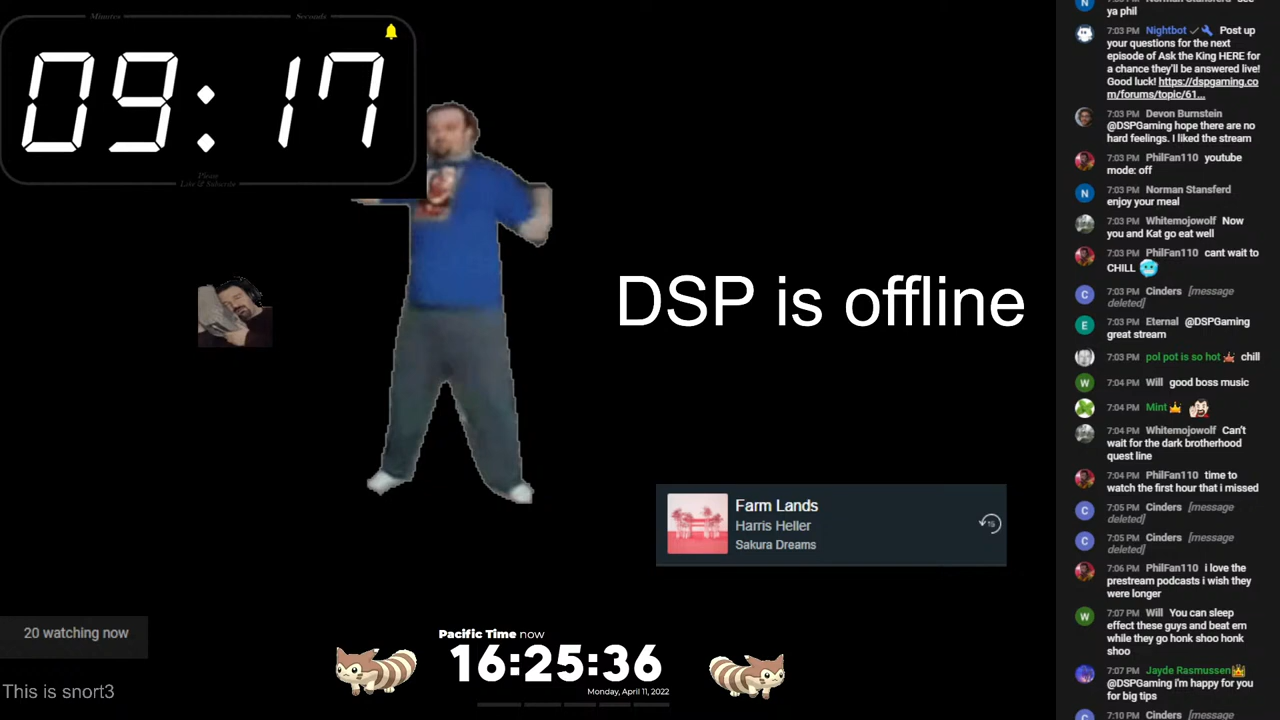 Minutes
Seconds
09:17
Please
Like & Subscribe
DSP is offline
Farm Lands
Harris Heller
Sakura Dreams
15
20 watching now
This is snort3
Pacific Time now
16:25:36
Monday, April 11, 2022
ya phil
7:03 PM Nightbot Post up
your questions for the next
episode of Ask the King HERE for
a chance they'll be answered live!
Good luck! https://dspgaming.co
m/forums/topic/61...
7:03 PM Devon Burnstein
@DSPGaming hope there are no
hard feelings. I liked the stream
7:03 PM PhilFan110 youtube
mode: off
N
7:03 PM Norman Stansferd
enjoy your meal
7:03 PM Whitemojowolf Now
you and Kat go eat well
7:03 PM PhilFan110 cant wait to
CHILL
C
7:03 PM Cinders [message
deleted]
E
7:03 PM Eternal @DSPGaming
great stream
7:03 PM pol pot is so hot chill
W
7:04 PM Will good boss music
7:04 PM Mint
7:04 PM Whitemojowolf Can't
wait for the dark brotherhood
quest line
7:04 PM PhilFan110 time to
watch the first hour that i missed
C
7:05 PM Cinders [message
deleted]
C
7:05 PM Cinders [message
deleted]
7:06 PM PhilFan110 i love the
prestream podcasts i wish they
were longer
W
7:07 PM Will You can sleep
effect these guys and beat em
while they go honk shoo honk
shoo
7:07 PM Jayde Rasmussen
@DSPGaming i'm happy for you
for big tips
C
7:10 PM Cinders [message